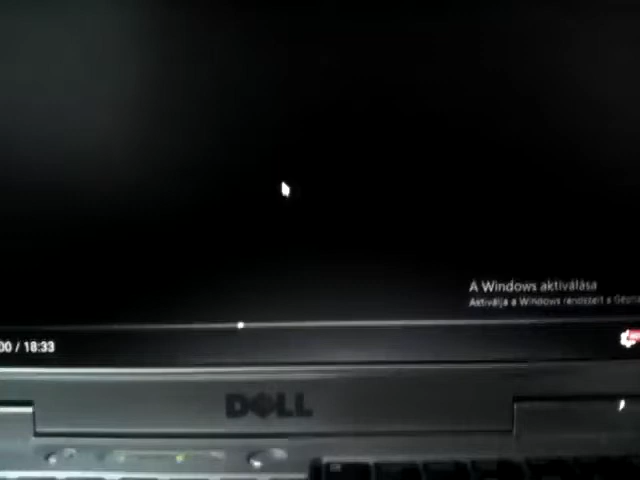 A Windows aktiválása
Aktiválja a Windows rendszert a
00 / 18:33
DELL